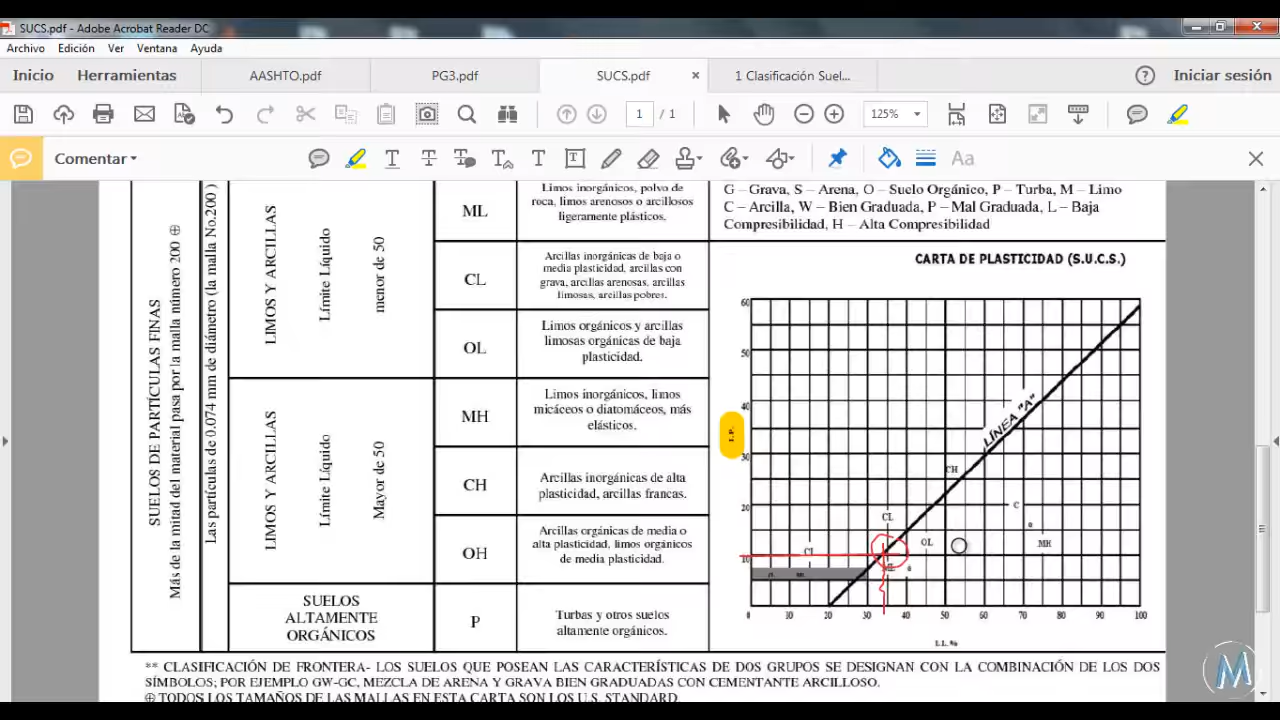 SUCS.pdf - Adobe Acrobat Reader DC
Archivo Edición Ver Ventana Ayuda
Inicio Herramientas AASHTO.pdf PG3.pdf SUCS.pdf × 1 Clasificación Suel... Iniciar sesión
1 / 1 125%
Comentar
SUELOS DE PARTÍCULAS FINAS
Más de la mitad del material pasa por la malla número 200 ⊕
Las partículas de 0.074 mm de diámetro (la malla No.200)
LIMOS Y ARCILLAS
Límite Líquido
menor de 50
ML
Limos inorgánicos, polvo de
roca, limos arenosos o arcillosos
ligeramente plásticos.
CL
Arcillas inorgánicas de baja o
media plasticidad, arcillas con
grava, arcillas arenosas, arcillas
limosas, arcillas pobres.
OL
Limos orgánicos y arcillas
limosas orgánicas de baja
plasticidad.
LIMOS Y ARCILLAS
Límite Líquido
Mayor de 50
MH
Limos inorgánicos, limos
micáceos o diatomáceos, más
elásticos.
CH
Arcillas inorgánicas de alta
plasticidad, arcillas francas.
OH
Arcillas orgánicas de media o
alta plasticidad, limos orgánicos
de media plasticidad.
SUELOS
ALTAMENTE
ORGÁNICOS
P
Turbas y otros suelos
altamente orgánicos.
G – Grava, S – Arena, O – Suelo Orgánico, P – Turba, M – Limo
C – Arcilla, W – Bien Graduada, P – Mal Graduada, L – Baja
Compresibilidad, H – Alta Compresibilidad
CARTA DE PLASTICIDAD (S.U.C.S.)
60
50
40
I.P.
30
20
10
LÍNEA "A"
CH
C
CL
OL
MH
CL
0 10 20 30 40 50 60 70 80 90 100
L.L. %
** CLASIFICACIÓN DE FRONTERA- LOS SUELOS QUE POSEAN LAS CARACTERÍSTICAS DE DOS GRUPOS SE DESIGNAN CON LA COMBINACIÓN DE LOS DOS
SÍMBOLOS; POR EJEMPLO GW-GC, MEZCLA DE ARENA Y GRAVA BIEN GRADUADAS CON CEMENTANTE ARCILLOSO.
⊕ TODOS LOS TAMAÑOS DE LAS MALLAS EN ESTA CARTA SON LOS U.S. STANDARD.
M